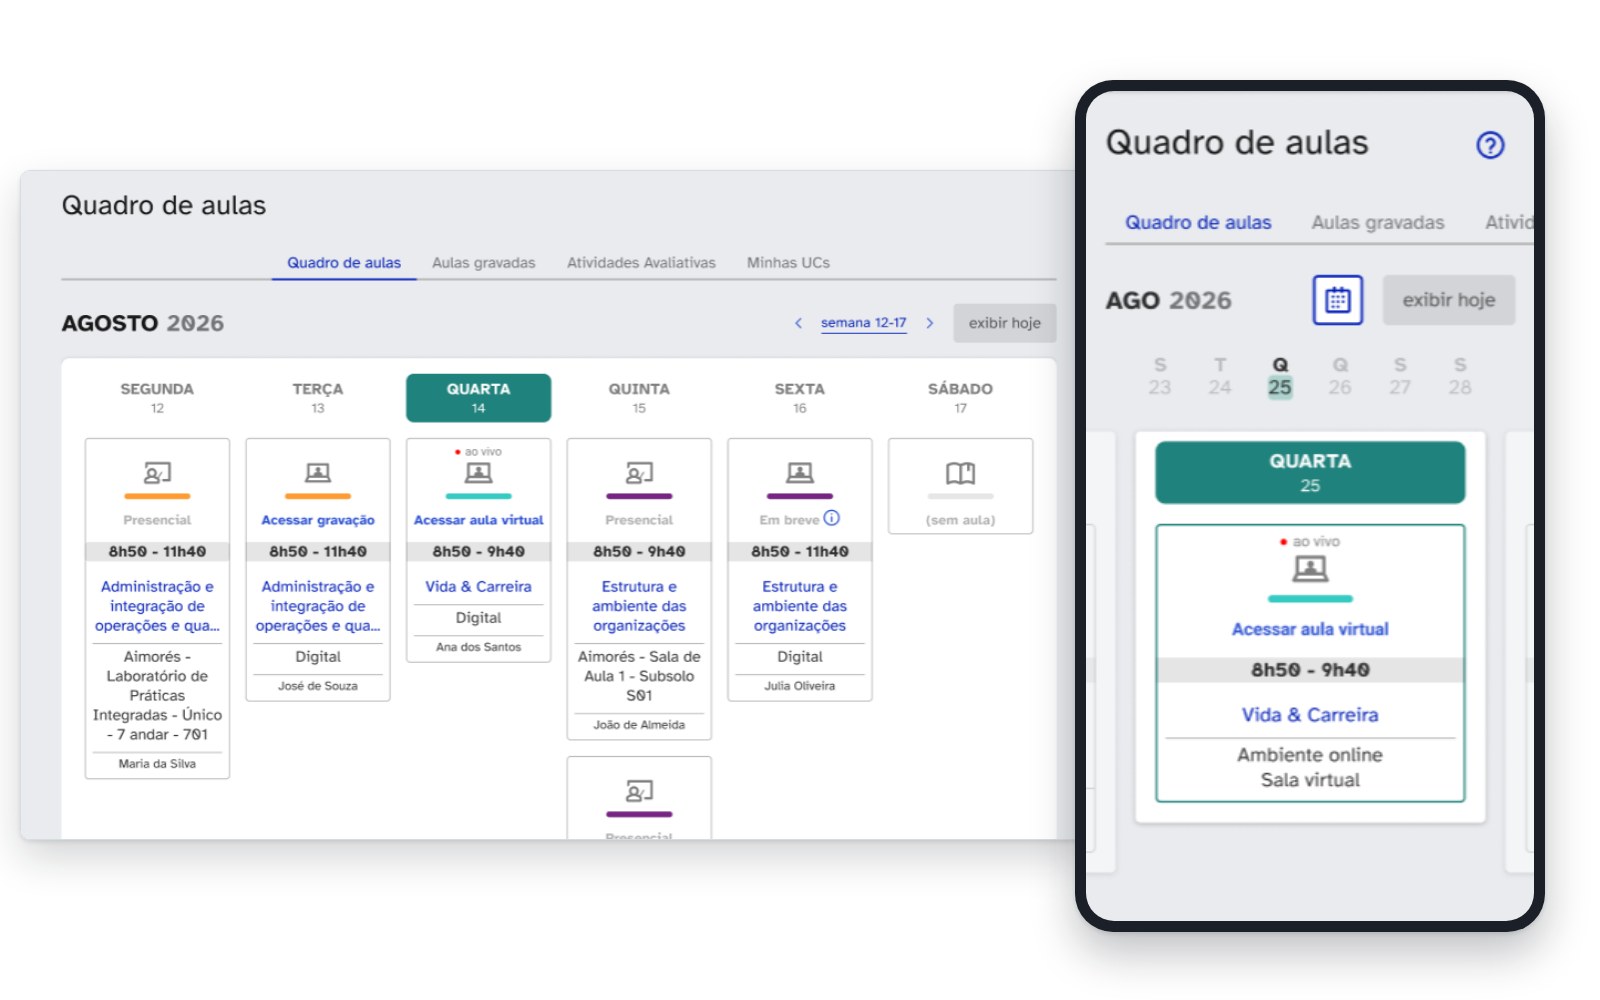 Quadro de aulas
Quadro de aulas
Aulas gravadas
Atividades Avaliativas
Minhas UCs
AGOSTO 2026
semana 12-17
exibir hoje
SEGUNDA
12
Presencial
8h50 - 11h40
Administração e
integração de
operações e qua...
Aimorés -
Laboratório de
Práticas
Integradas - Único
- 7 andar - 701
Maria da Silva
TERÇA
13
Acessar gravação
8h50 - 11h40
Administração e
integração de
operações e qua...
Digital
José de Souza
QUARTA
14
ao vivo
Acessar aula virtual
8h50 - 9h40
Vida & Carreira
Digital
Ana dos Santos
QUINTA
15
Presencial
8h50 - 9h40
Estrutura e
ambiente das
organizações
Aimorés - Sala de
Aula 1 - Subsolo
S01
João de Almeida
Presencial
SEXTA
16
Em breve
8h50 - 11h40
Estrutura e
ambiente das
organizações
Digital
Julia Oliveira
SÁBADO
17
(sem aula)
Quadro de aulas
?
Quadro de aulas
Aulas gravadas
Ativid
AGO 2026
exibir hoje
S T Q Q S S
23 24 25 26 27 28
QUARTA
25
ao vivo
Acessar aula virtual
8h50 - 9h40
Vida & Carreira
Ambiente online
Sala virtual